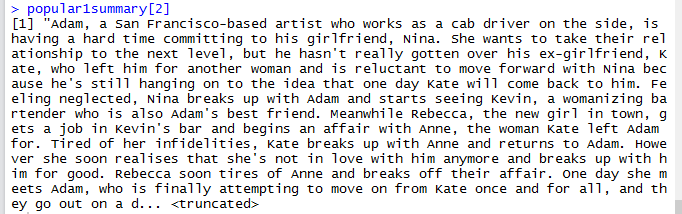 > popular1summary[2]
[1] "Adam, a San Francisco-based artist who works as a cab driver on the side, is
having a hard time committing to his girlfriend, Nina. She wants to take their rel
ationship to the next level, but he hasn't really gotten over his ex-girlfriend, K
ate, who left him for another woman and is reluctant to move forward with Nina bec
ause he's still hanging on to the idea that one day Kate will come back to him. Fe
eling neglected, Nina breaks up with Adam and starts seeing Kevin, a womanizing ba
rtender who is also Adam's best friend. Meanwhile Rebecca, the new girl in town, g
ets a job in Kevin's bar and begins an affair with Anne, the woman Kate left Adam
for. Tired of her infidelities, Kate breaks up with Anne and returns to Adam. Howe
ver she soon realises that she's not in love with him anymore and breaks up with h
im for good. Rebecca soon tires of Anne and breaks off their affair. One day she m
eets Adam, who is finally attempting to move on from Kate once and for all, and th
ey go out on a d... <truncated>